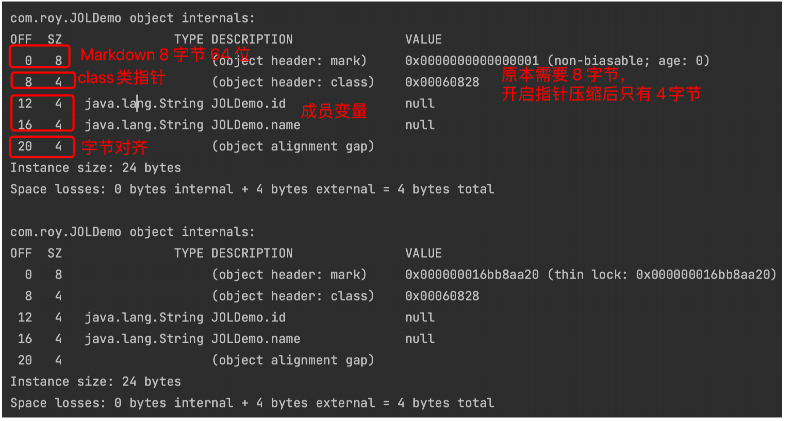 com.roy.JOLDemo object internals:
OFF SZ TYPE DESCRIPTION VALUE
0 8 (object header: mark) 0x0000000000000001 (non-biasable; age: 0)
Markdown 8 字节 64 位
8 4 (object header: class) 0x00060828
class 类指针
原本需要 8 字节,
开启指针压缩后只有 4 字节
12 4 java.lang.String JOLDemo.id null
成员变量
16 4 java.lang.String JOLDemo.name null
20 4 (object alignment gap)
字节对齐
Instance size: 24 bytes
Space losses: 0 bytes internal + 4 bytes external = 4 bytes total
com.roy.JOLDemo object internals:
OFF SZ TYPE DESCRIPTION VALUE
0 8 (object header: mark) 0x000000016bb8aa20 (thin lock: 0x000000016bb8aa20)
8 4 (object header: class) 0x00060828
12 4 java.lang.String JOLDemo.id null
16 4 java.lang.String JOLDemo.name null
20 4 (object alignment gap)
Instance size: 24 bytes
Space losses: 0 bytes internal + 4 bytes external = 4 bytes total